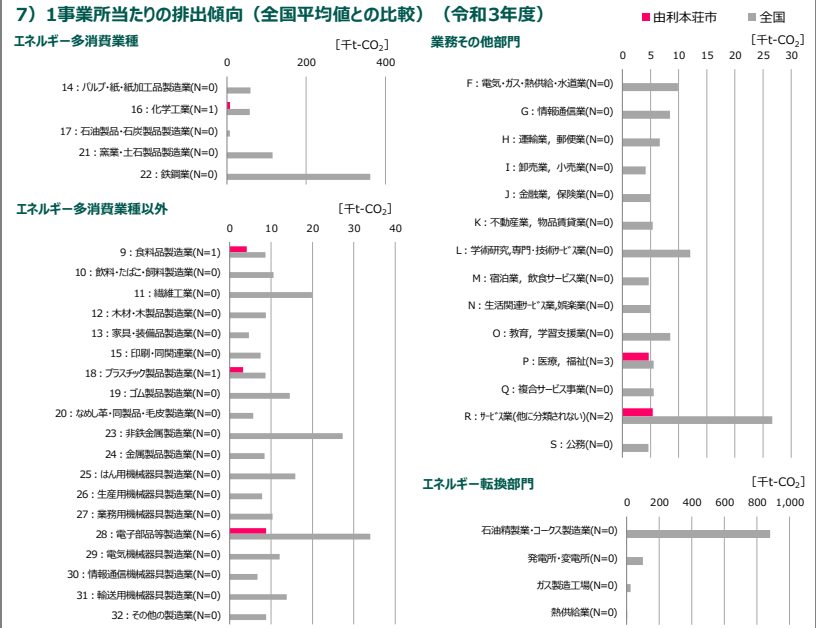 7）1事業所当たりの排出傾向（全国平均値との比較）（令和3年度）
■由利本荘市 ■全国
エネルギー多消費業種
[千t-CO₂]
0 200 400
14：パルプ・紙・紙加工品製造業(N=0)
16：化学工業(N=1)
17：石油製品・石炭製品製造業(N=0)
21：窯業・土石製品製造業(N=0)
22：鉄鋼業(N=0)
エネルギー多消費業種以外
[千t-CO₂]
0 10 20 30 40
9：食料品製造業(N=1)
10：飲料・たばこ・飼料製造業(N=0)
11：繊維工業(N=0)
12：木材・木製品製造業(N=0)
13：家具・装備品製造業(N=0)
15：印刷・同関連業(N=0)
18：プラスチック製品製造業(N=1)
19：ゴム製品製造業(N=0)
20：なめし革・同製品・毛皮製造業(N=0)
23：非鉄金属製造業(N=0)
24：金属製品製造業(N=0)
25：はん用機械器具製造業(N=0)
26：生産用機械器具製造業(N=0)
27：業務用機械器具製造業(N=0)
28：電子部品等製造業(N=6)
29：電気機械器具製造業(N=0)
30：情報通信機械器具製造業(N=0)
31：輸送用機械器具製造業(N=0)
32：その他の製造業(N=0)
業務その他部門
[千t-CO₂]
0 5 10 15 20 25 30
F：電気・ガス・熱供給・水道業(N=0)
G：情報通信業(N=0)
H：運輸業，郵便業(N=0)
I：卸売業，小売業(N=0)
J：金融業，保険業(N=0)
K：不動産業，物品賃貸業(N=0)
L：学術研究,専門・技術ｻｰﾋﾞｽ業(N=0)
M：宿泊業，飲食サービス業(N=0)
N：生活関連ｻｰﾋﾞｽ業,娯楽業(N=0)
O：教育，学習支援業(N=0)
P：医療，福祉(N=3)
Q：複合サービス事業(N=0)
R：ｻｰﾋﾞｽ業(他に分類されない)(N=2)
S：公務(N=0)
エネルギー転換部門
[千t-CO₂]
0 200 400 600 800 1,000
石油精製業・コークス製造業(N=0)
発電所・変電所(N=0)
ガス製造工場(N=0)
熱供給業(N=0)